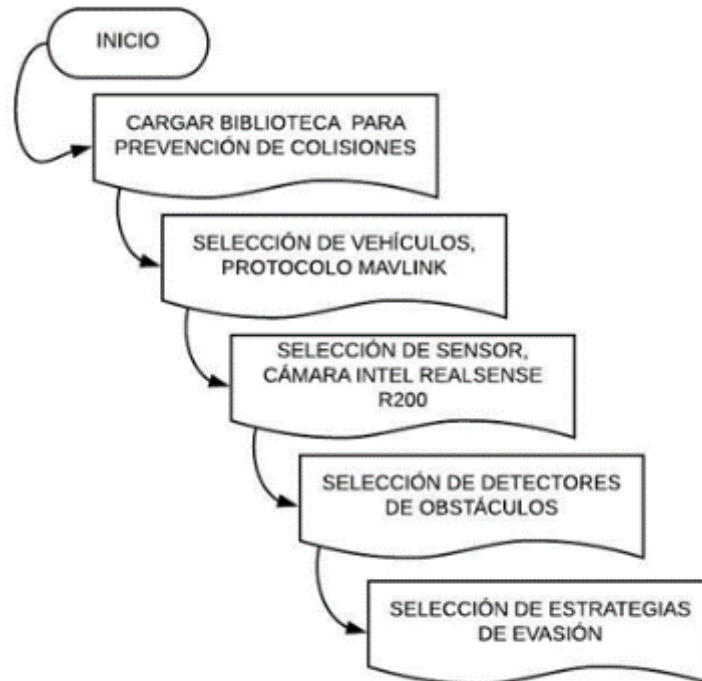 INICIO
CARGAR BIBLIOTECA PARA
PREVENCIÓN DE COLISIONES
SELECCIÓN DE VEHÍCULOS,
PROTOCOLO MAVLINK
SELECCIÓN DE SENSOR,
CÁMARA INTEL REALSENSE
R200
SELECCIÓN DE DETECTORES
DE OBSTÁCULOS
SELECCIÓN DE ESTRATEGIAS
DE EVASIÓN